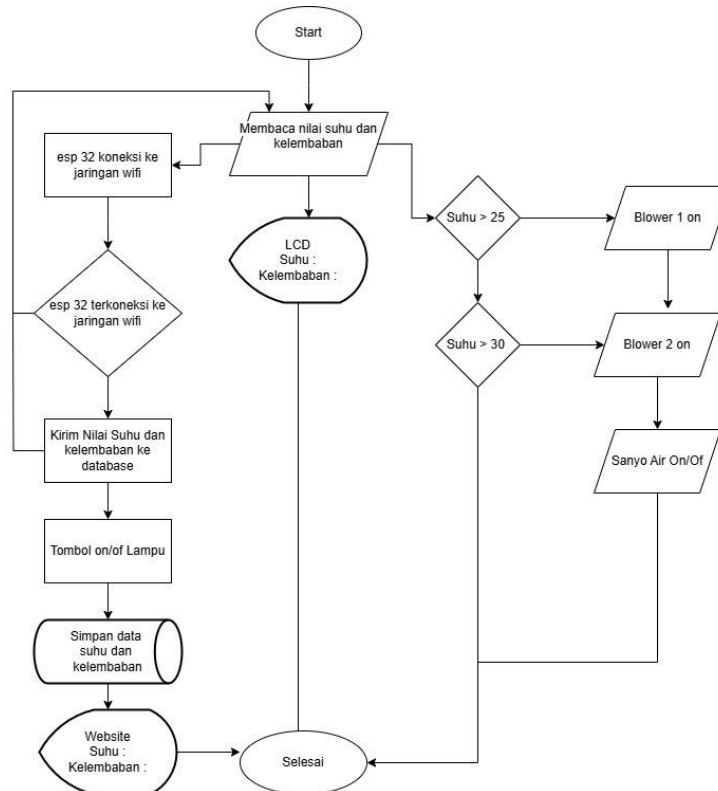 Start
Membaca nilai suhu dan
kelembaban
esp 32 koneksi ke
jaringan wifi
LCD
Suhu :
Kelembaban :
Suhu > 25
Blower 1 on
esp 32 terkoneksi ke
jaringan wifi
Suhu > 30
Blower 2 on
Kirim Nilai Suhu dan
kelembaban ke
database
Sanyo Air On/Of
Tombol on/of Lampu
Simpan data
suhu dan
kelembaban
Website
Suhu :
Kelembaban :
Selesai